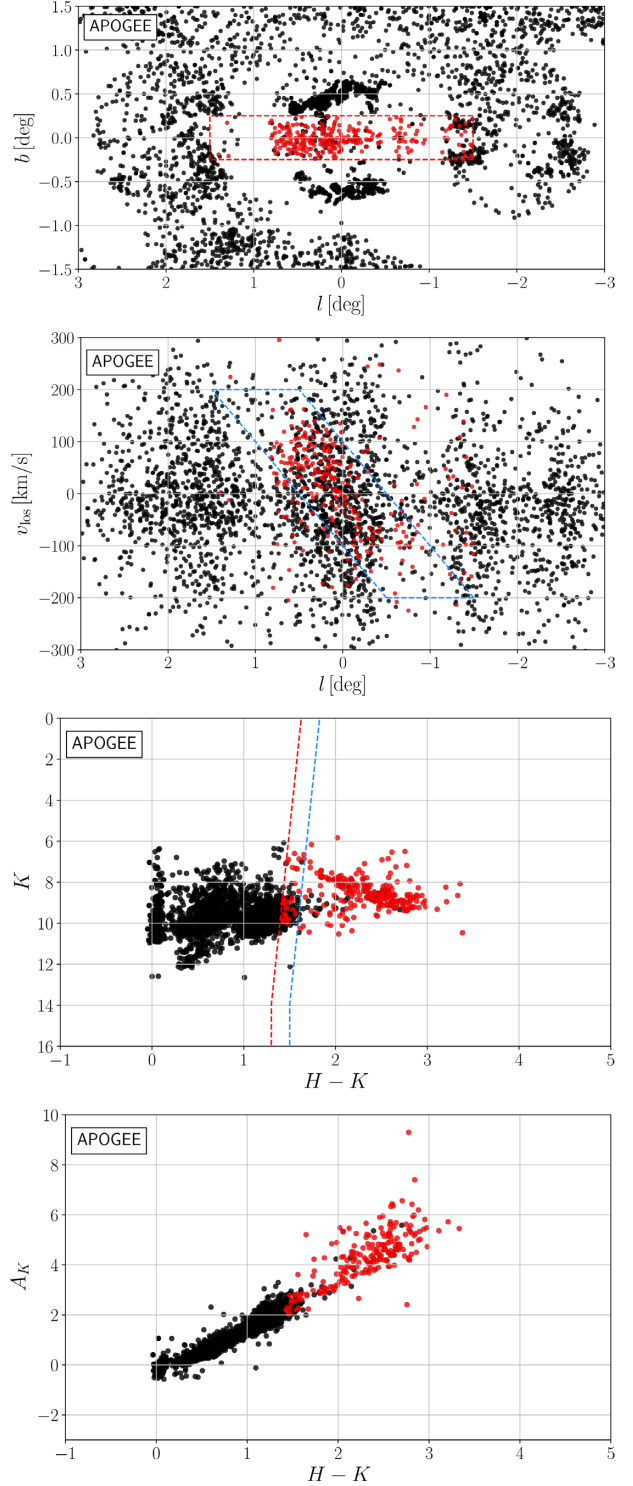 APOGEE
1.5
1.0
0.5
0.0
−0.5
−1.0
−1.5
b [deg]
3 2 1 0 −1 −2 −3
l [deg]
APOGEE
300
200
100
0
−100
−200
−300
v_los [km/s]
3 2 1 0 −1 −2 −3
l [deg]
APOGEE
0
2
4
6
8
10
12
14
16
K
−1 0 1 2 3 4 5
H − K
APOGEE
10
8
6
4
2
0
−2
A_K
−1 0 1 2 3 4 5
H − K